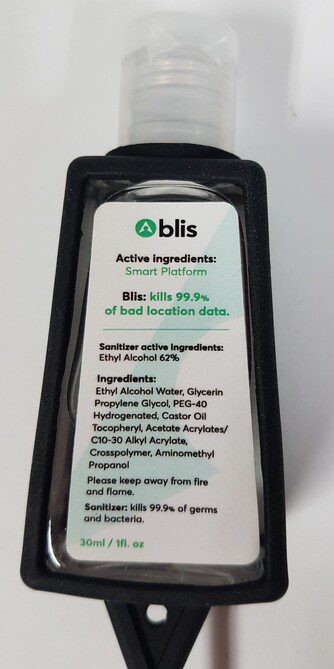 blis
Active ingredients:
Smart Platform
Blis: kills 99.9%
of bad location data.
Sanitizer active ingredients:
Ethyl Alcohol 62%
Ingredients:
Ethyl Alcohol Water, Glycerin
Propylene Glycol, PEG-40
Hydrogenated, Castor Oil
Tocopheryl, Acetate Acrylates/
C10-30 Alkyl Acrylate,
Crosspolymer, Aminomethyl
Propanol
Please keep away from fire
and flame.
Sanitizer: kills 99.9% of germs
and bacteria.
30ml / 1fl. oz